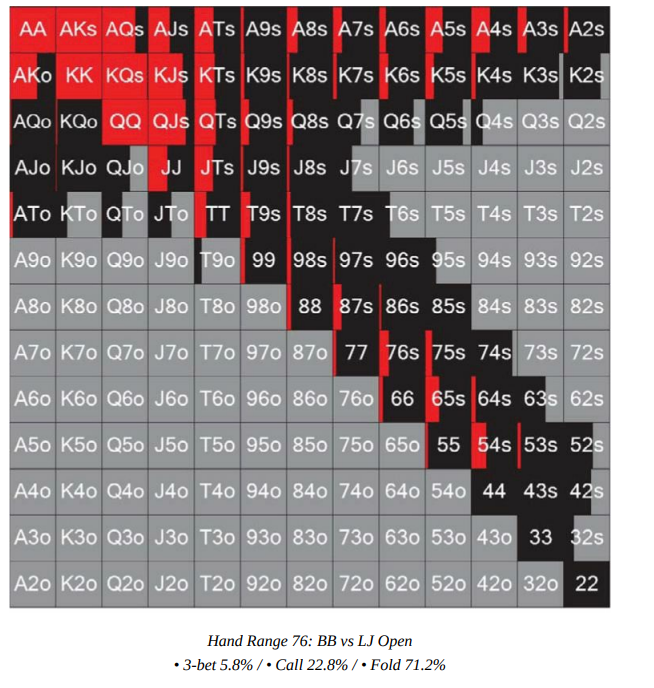 AA AKs AQs AJs ATs A9s A8s A7s A6s A5s A4s A3s A2s
AKo KK KQs KJs KTs K9s K8s K7s K6s K5s K4s K3s K2s
AQo KQo QQ QJs QTs Q9s Q8s Q7s Q6s Q5s Q4s Q3s Q2s
AJo KJo QJo JJ JTs J9s J8s J7s J6s J5s J4s J3s J2s
ATo KTo QTo JTo TT T9s T8s T7s T6s T5s T4s T3s T2s
A9o K9o Q9o J9o T9o 99 98s 97s 96s 95s 94s 93s 92s
A8o K8o Q8o J8o T8o 98o 88 87s 86s 85s 84s 83s 82s
A7o K7o Q7o J7o T7o 97o 87o 77 76s 75s 74s 73s 72s
A6o K6o Q6o J6o T6o 96o 86o 76o 66 65s 64s 63s 62s
A5o K5o Q5o J5o T5o 95o 85o 75o 65o 55 54s 53s 52s
A4o K4o Q4o J4o T4o 94o 84o 74o 64o 54o 44 43s 42s
A3o K3o Q3o J3o T3o 93o 83o 73o 63o 53o 43o 33 32s
A2o K2o Q2o J2o T2o 92o 82o 72o 62o 52o 42o 32o 22
Hand Range 76: BB vs LJ Open
• 3-bet 5.8% / • Call 22.8% / • Fold 71.2%